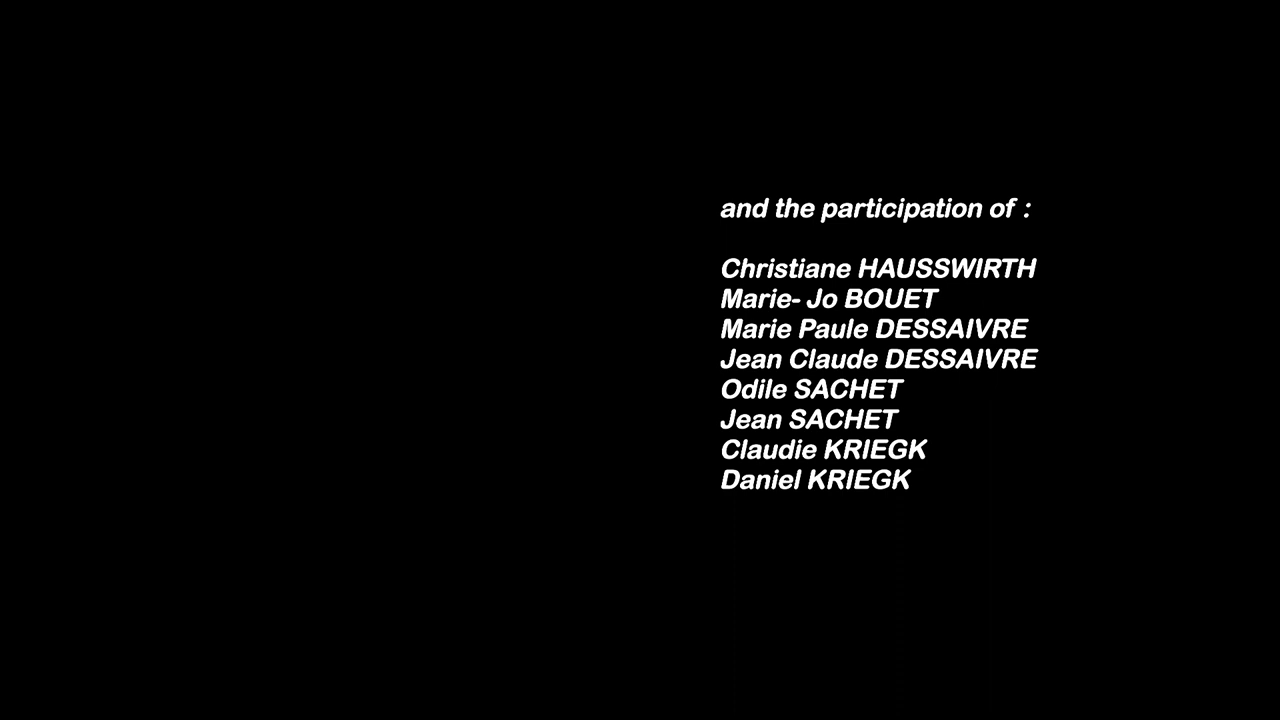 and the participation of :
Christiane HAUSSWIRTH
Marie- Jo BOUET
Marie Paule DESSAIVRE
Jean Claude DESSAIVRE
Odile SACHET
Jean SACHET
Claudie KRIEGK
Daniel KRIEGK